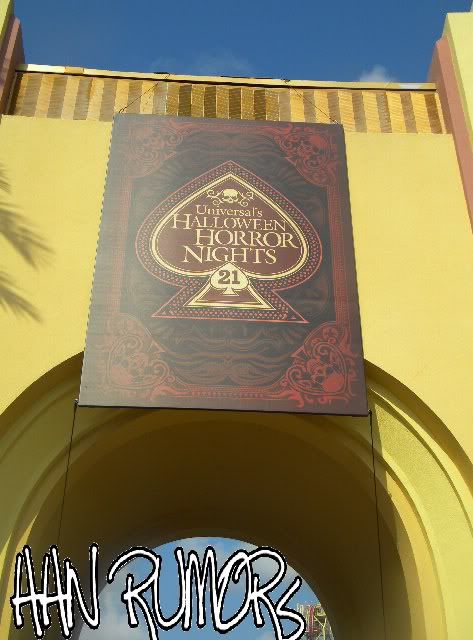 Universal's
HALLOWEEN
HORROR
NIGHTS
21
HHN RUMORS